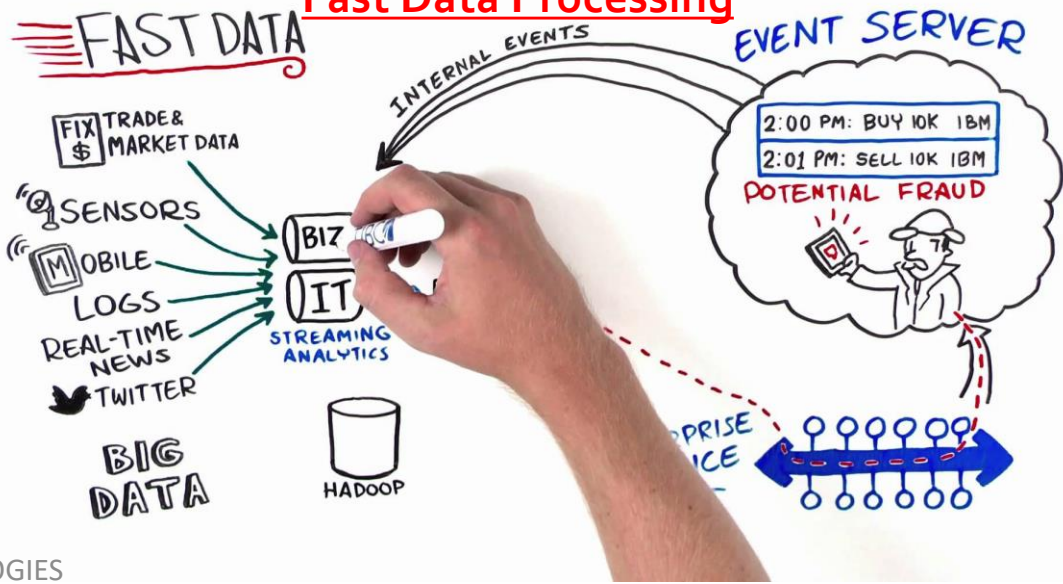 Fast Data Processing
FAST DATA
INTERNAL EVENTS
EVENT SERVER
FIX
$
TRADE &
MARKET DATA
2:00 PM: BUY 10K IBM
2:01 PM: SELL 10K IBM
POTENTIAL FRAUD
SENSORS
MOBILE
LOGS
REAL-TIME
NEWS
TWITTER
BIZ
IT
STREAMING
ANALYTICS
BIG
DATA
HADOOP
PRISE
ICE
OGIES